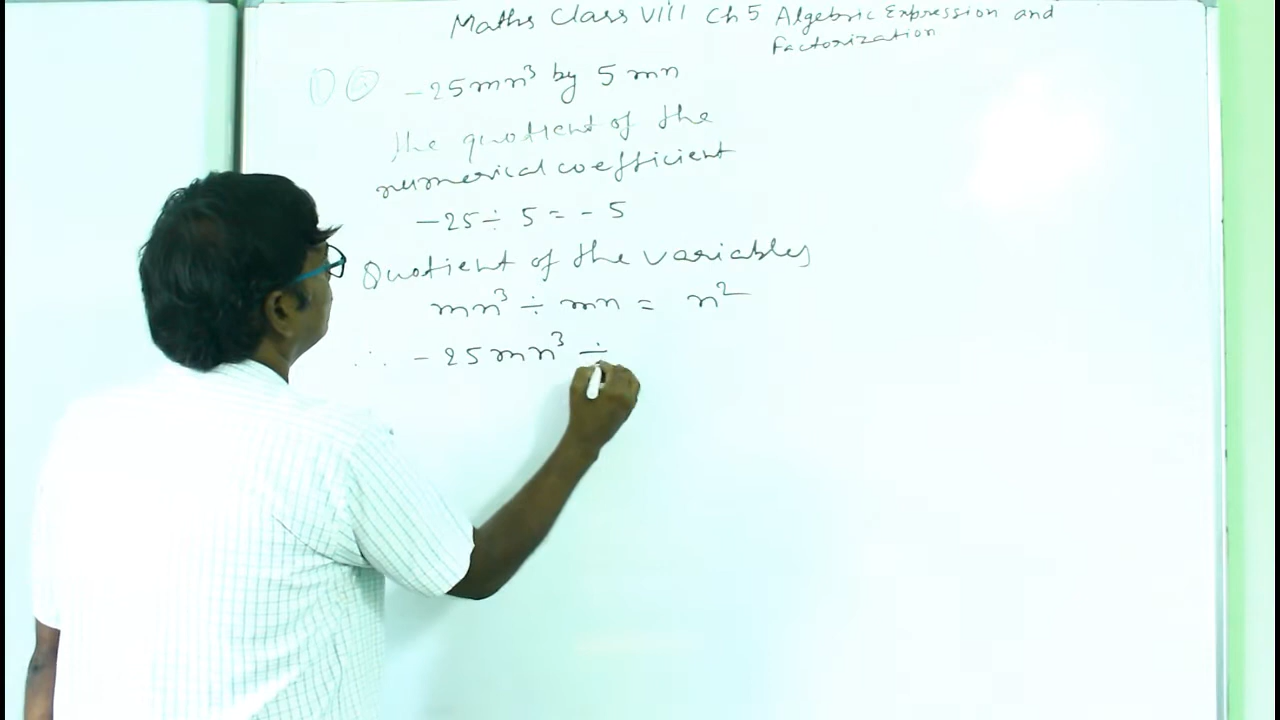 Maths Class VIII Ch 5 Algebric Expression and
Factorization
1) -25mn³ by 5mn
The quotient of the
numerical coefficient
-25 ÷ 5 = -5
Quotient of the variables
mn³ ÷ mn = n²
∴ -25mn³ ÷